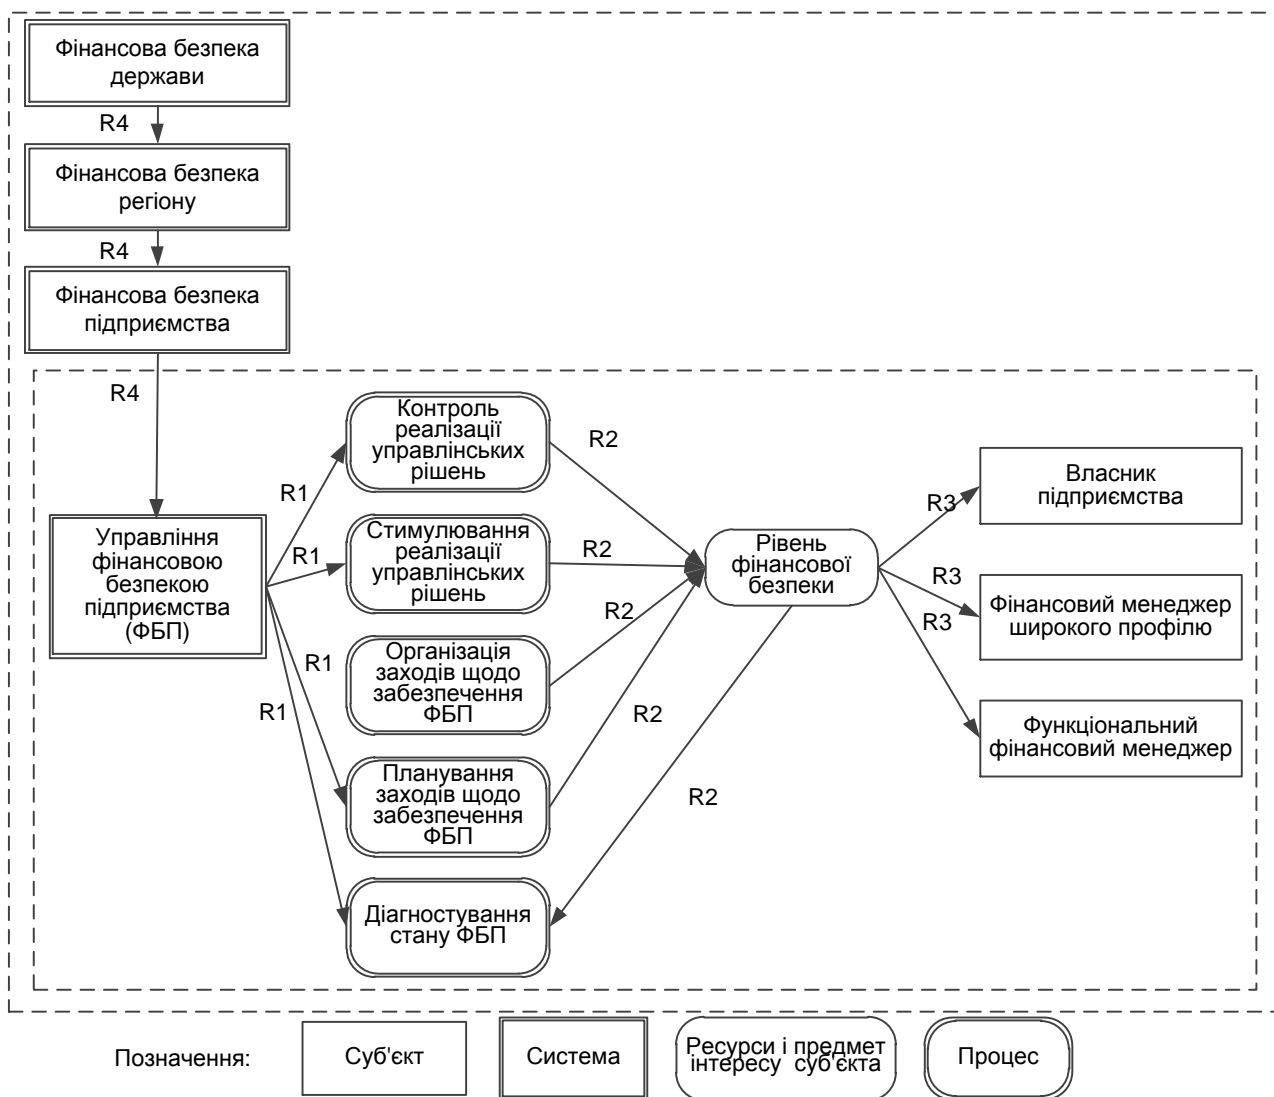 Фінансова безпека
держави
R4
Фінансова безпека
регіону
R4
Фінансова безпека
підприємства
R4
Управління
фінансовою
безпекою
підприємства
(ФБП)
R1
R1
R1
R1
Контроль
реалізації
управлінських
рішень
Стимулювання
реалізації
управлінських
рішень
Організація
заходів щодо
забезпечення
ФБП
Планування
заходів щодо
забезпечення
ФБП
Діагностування
стану ФБП
R2
R2
R2
R2
R2
Рівень
фінансової
безпеки
R3
R3
R3
Власник
підприємства
Фінансовий менеджер
широкого профілю
Функціональний
фінансовий менеджер
Позначення:
Суб'єкт
Система
Ресурси і предмет
інтересу суб'єкта
Процес